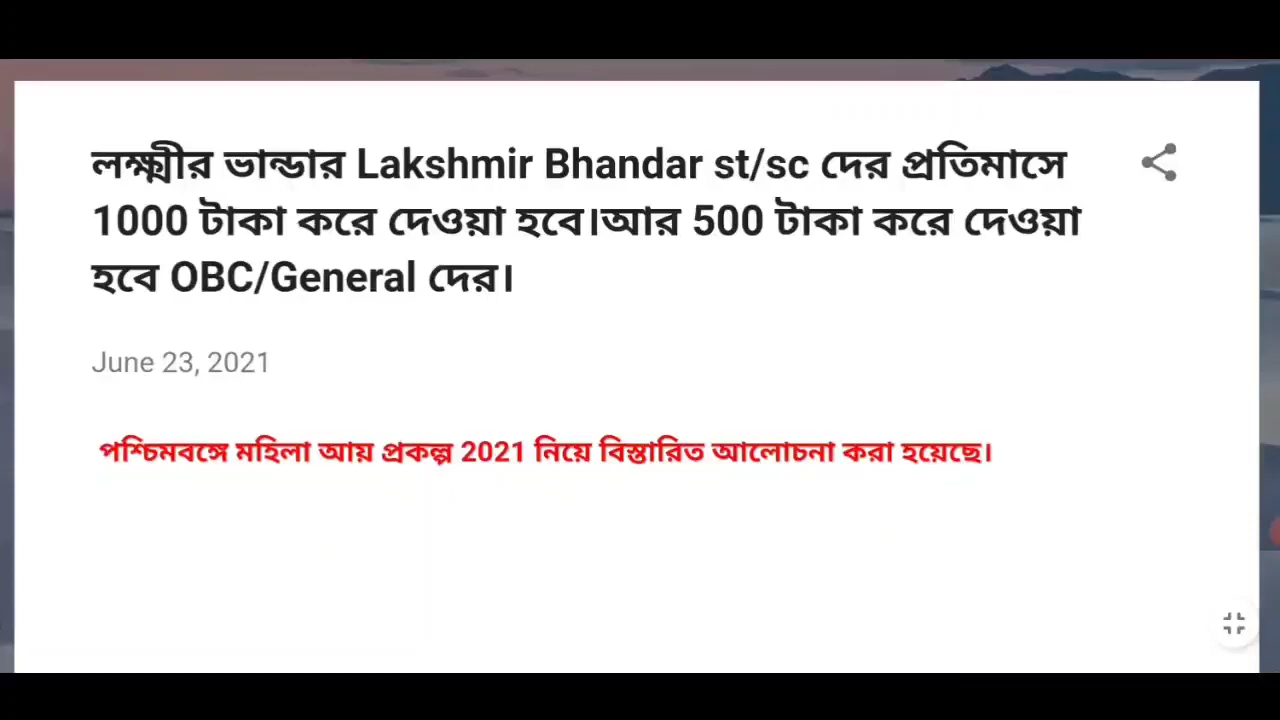 লক্ষ্মীর ভান্ডার Lakshmir Bhandar st/sc দের প্রতিমাসে
1000 টাকা করে দেওয়া হবে।আর 500 টাকা করে দেওয়া
হবে OBC/General দের।
June 23, 2021
পশ্চিমবঙ্গে মহিলা আয় প্রকল্প 2021 নিয়ে বিস্তারিত আলোচনা করা হয়েছে।